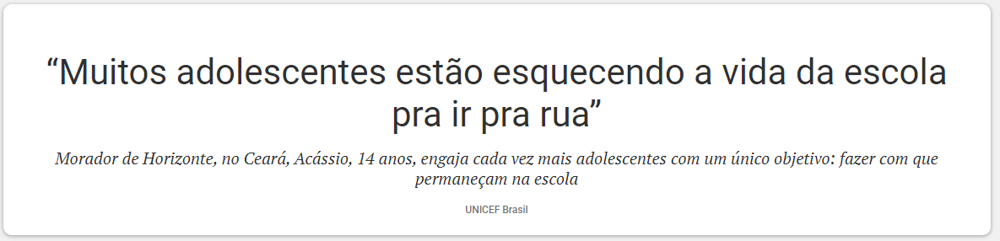 “Muitos adolescentes estão esquecendo a vida da escola
pra ir pra rua”
Morador de Horizonte, no Ceará, Acássio, 14 anos, engaja cada vez mais adolescentes com um único objetivo: fazer com que
permaneçam na escola
UNICEF Brasil